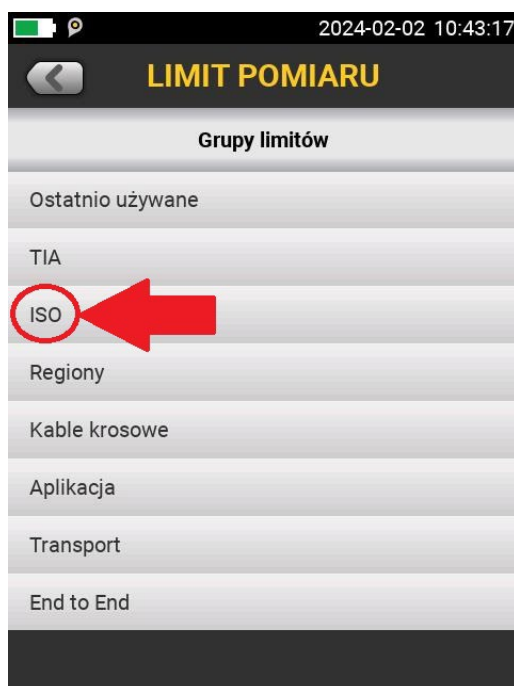 2024-02-02 10:43:17
LIMIT POMIARU
Grupy limitów
Ostatnio używane
TIA
ISO
Regiony
Kable krosowe
Aplikacja
Transport
End to End